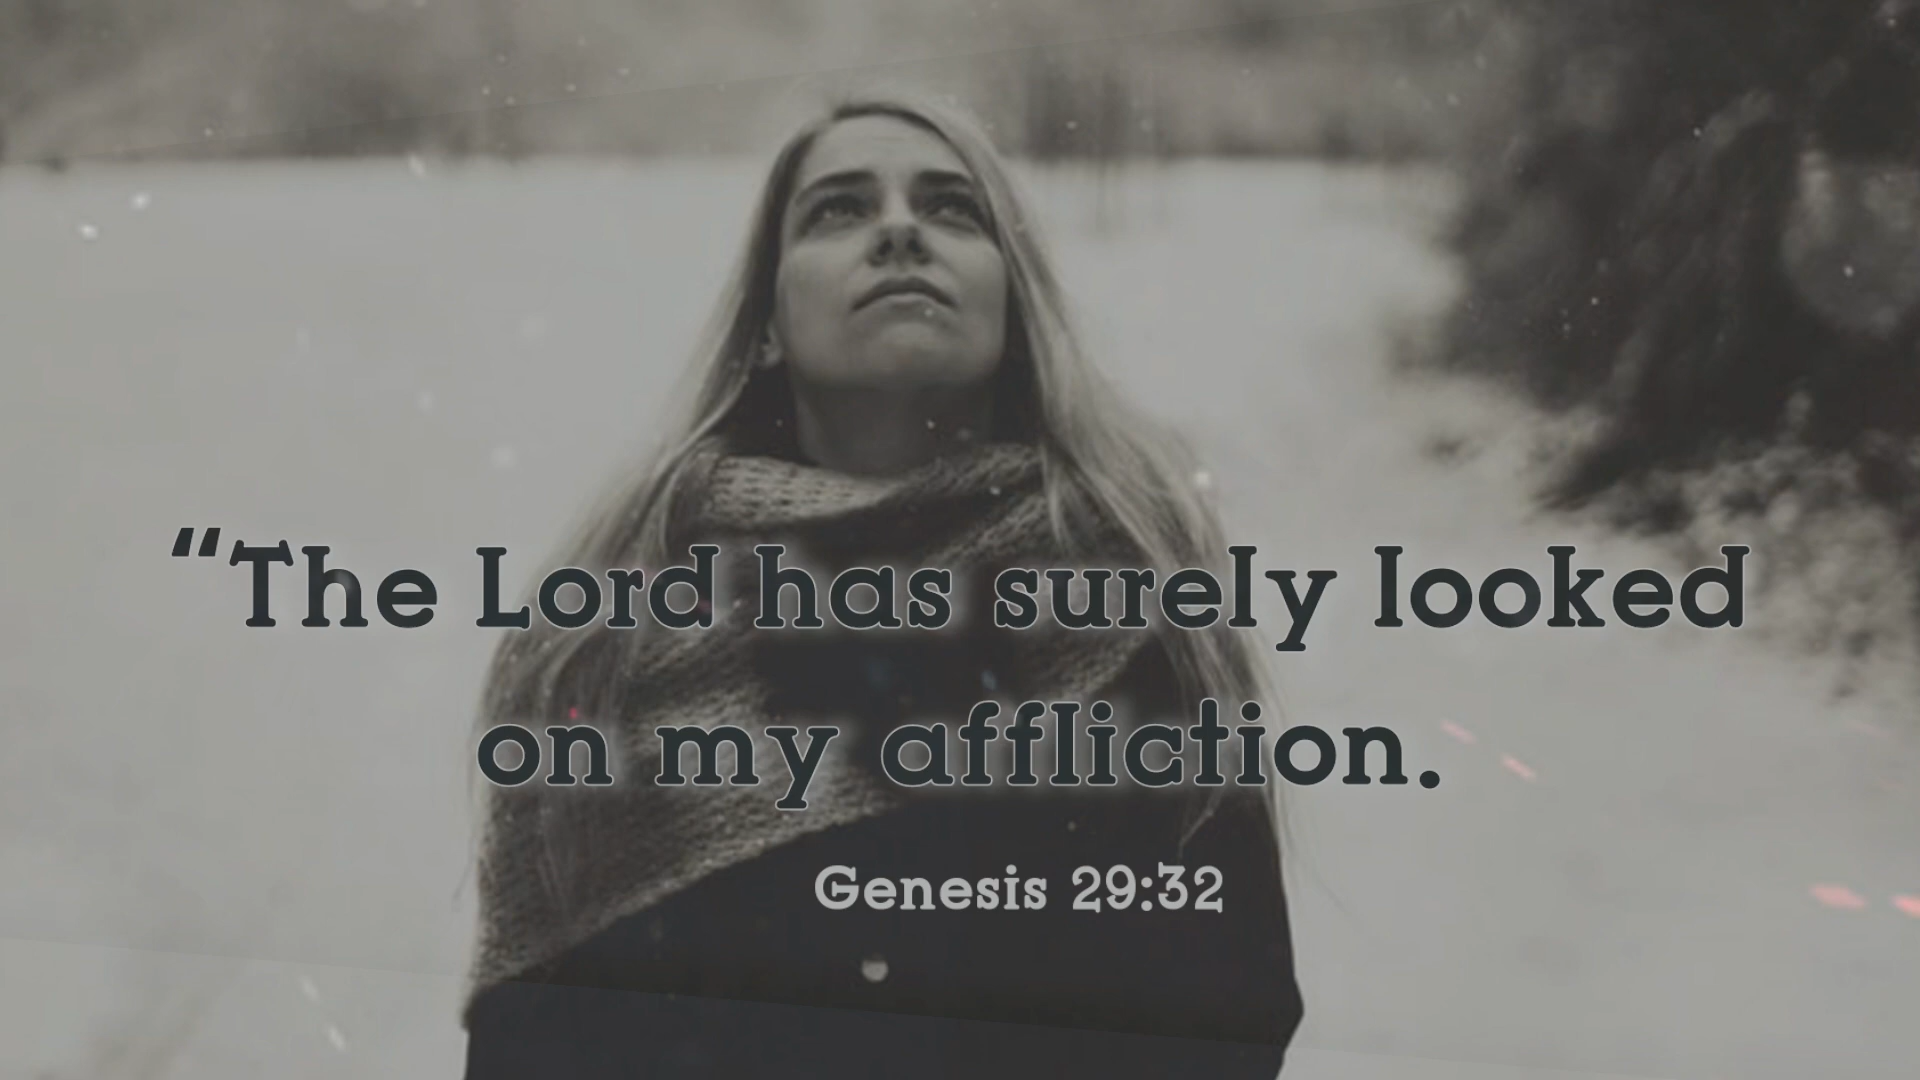 “The Lord has surely looked
on my affliction.
Genesis 29:32